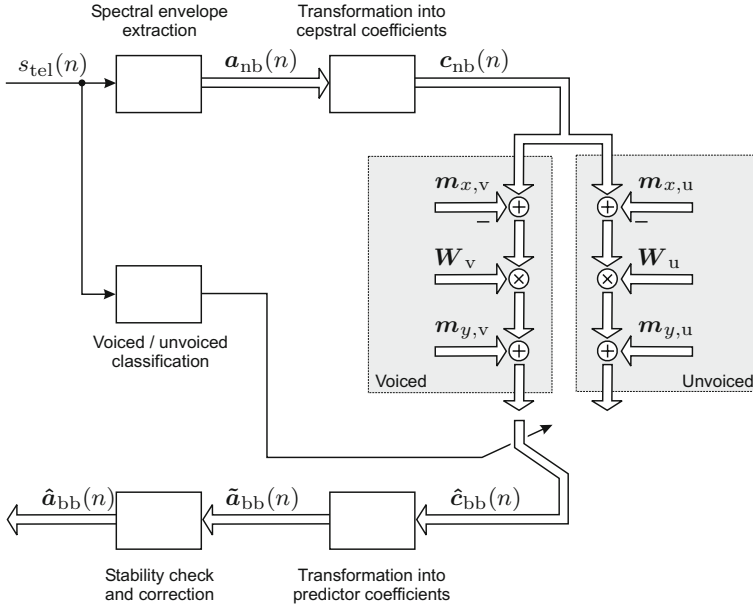 Spectral envelope
extraction
Transformation into
cepstral coefficients
s_tel(n)
a_nb(n)
c_nb(n)
m_x,v
m_x,u
−
−
W_v
W_u
m_y,v
m_y,u
Voiced
Unvoiced
Voiced / unvoiced
classification
â_bb(n)
ã_bb(n)
ĉ_bb(n)
Stability check
and correction
Transformation into
predictor coefficients